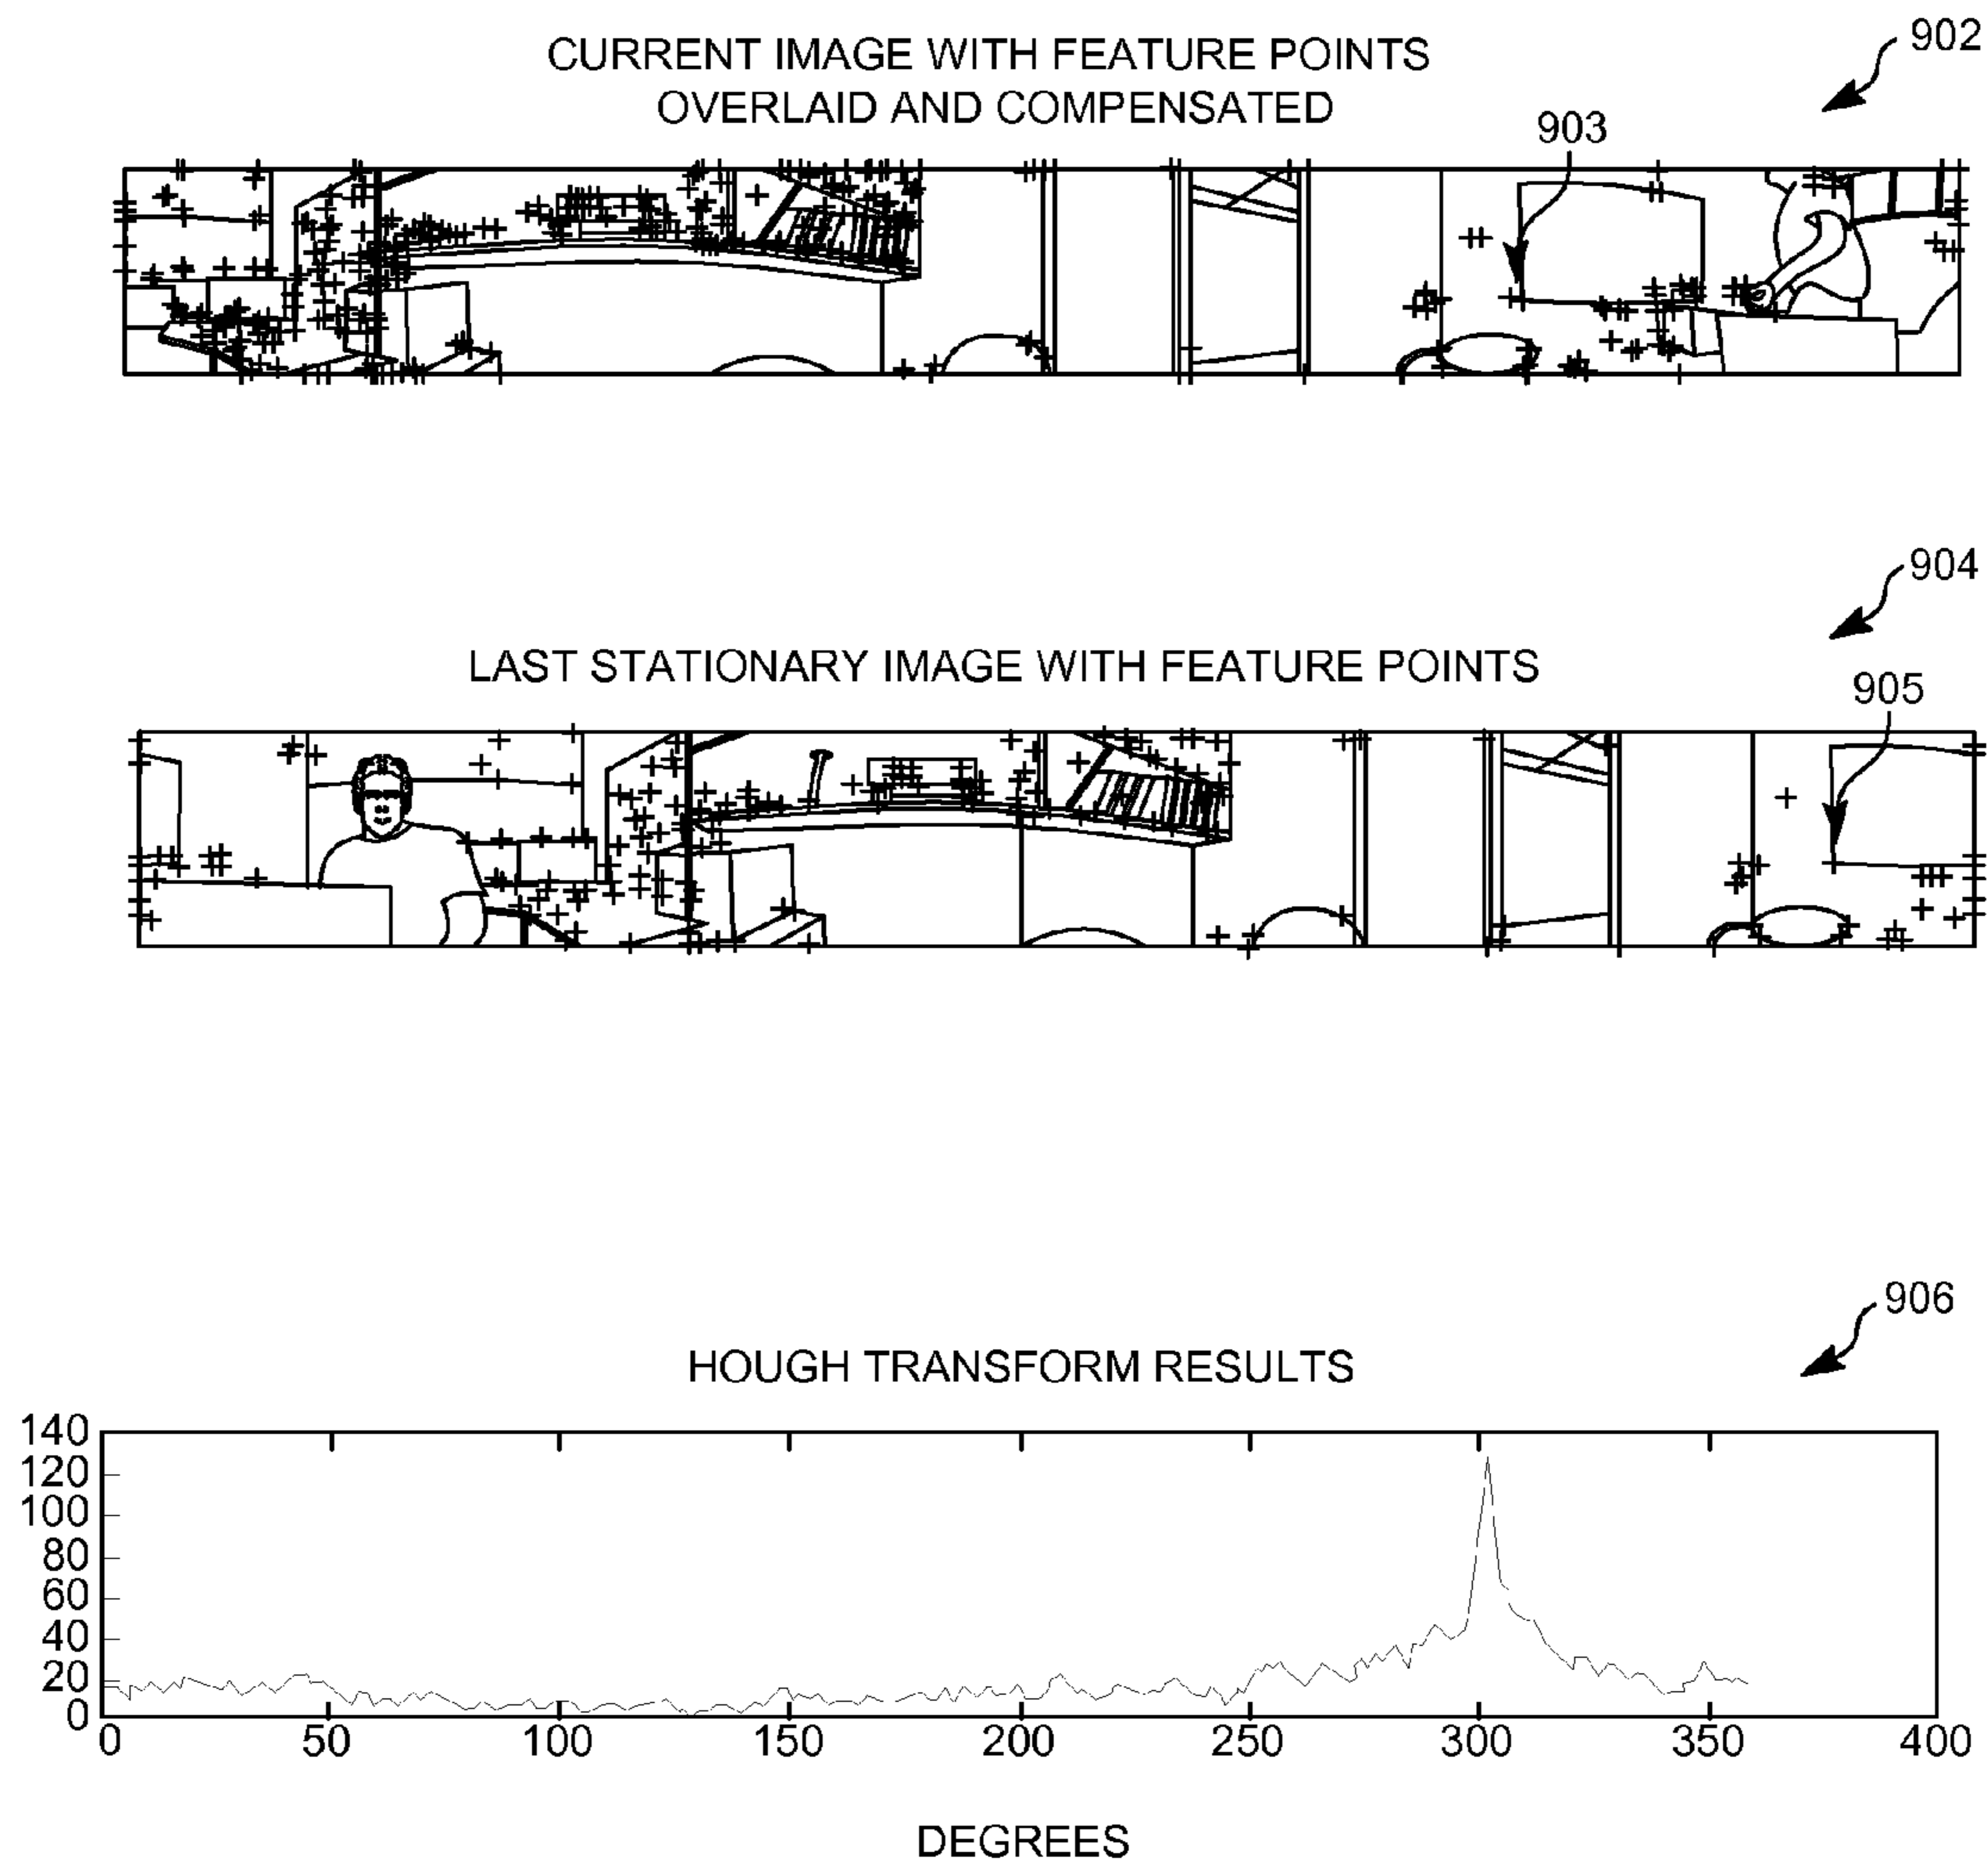 902
CURRENT IMAGE WITH FEATURE POINTS
OVERLAID AND COMPENSATED
903
904
LAST STATIONARY IMAGE WITH FEATURE POINTS
905
906
HOUGH TRANSFORM RESULTS
140
120
100
80
60
40
20
0
0 50 100 150 200 250 300 350 400
DEGREES